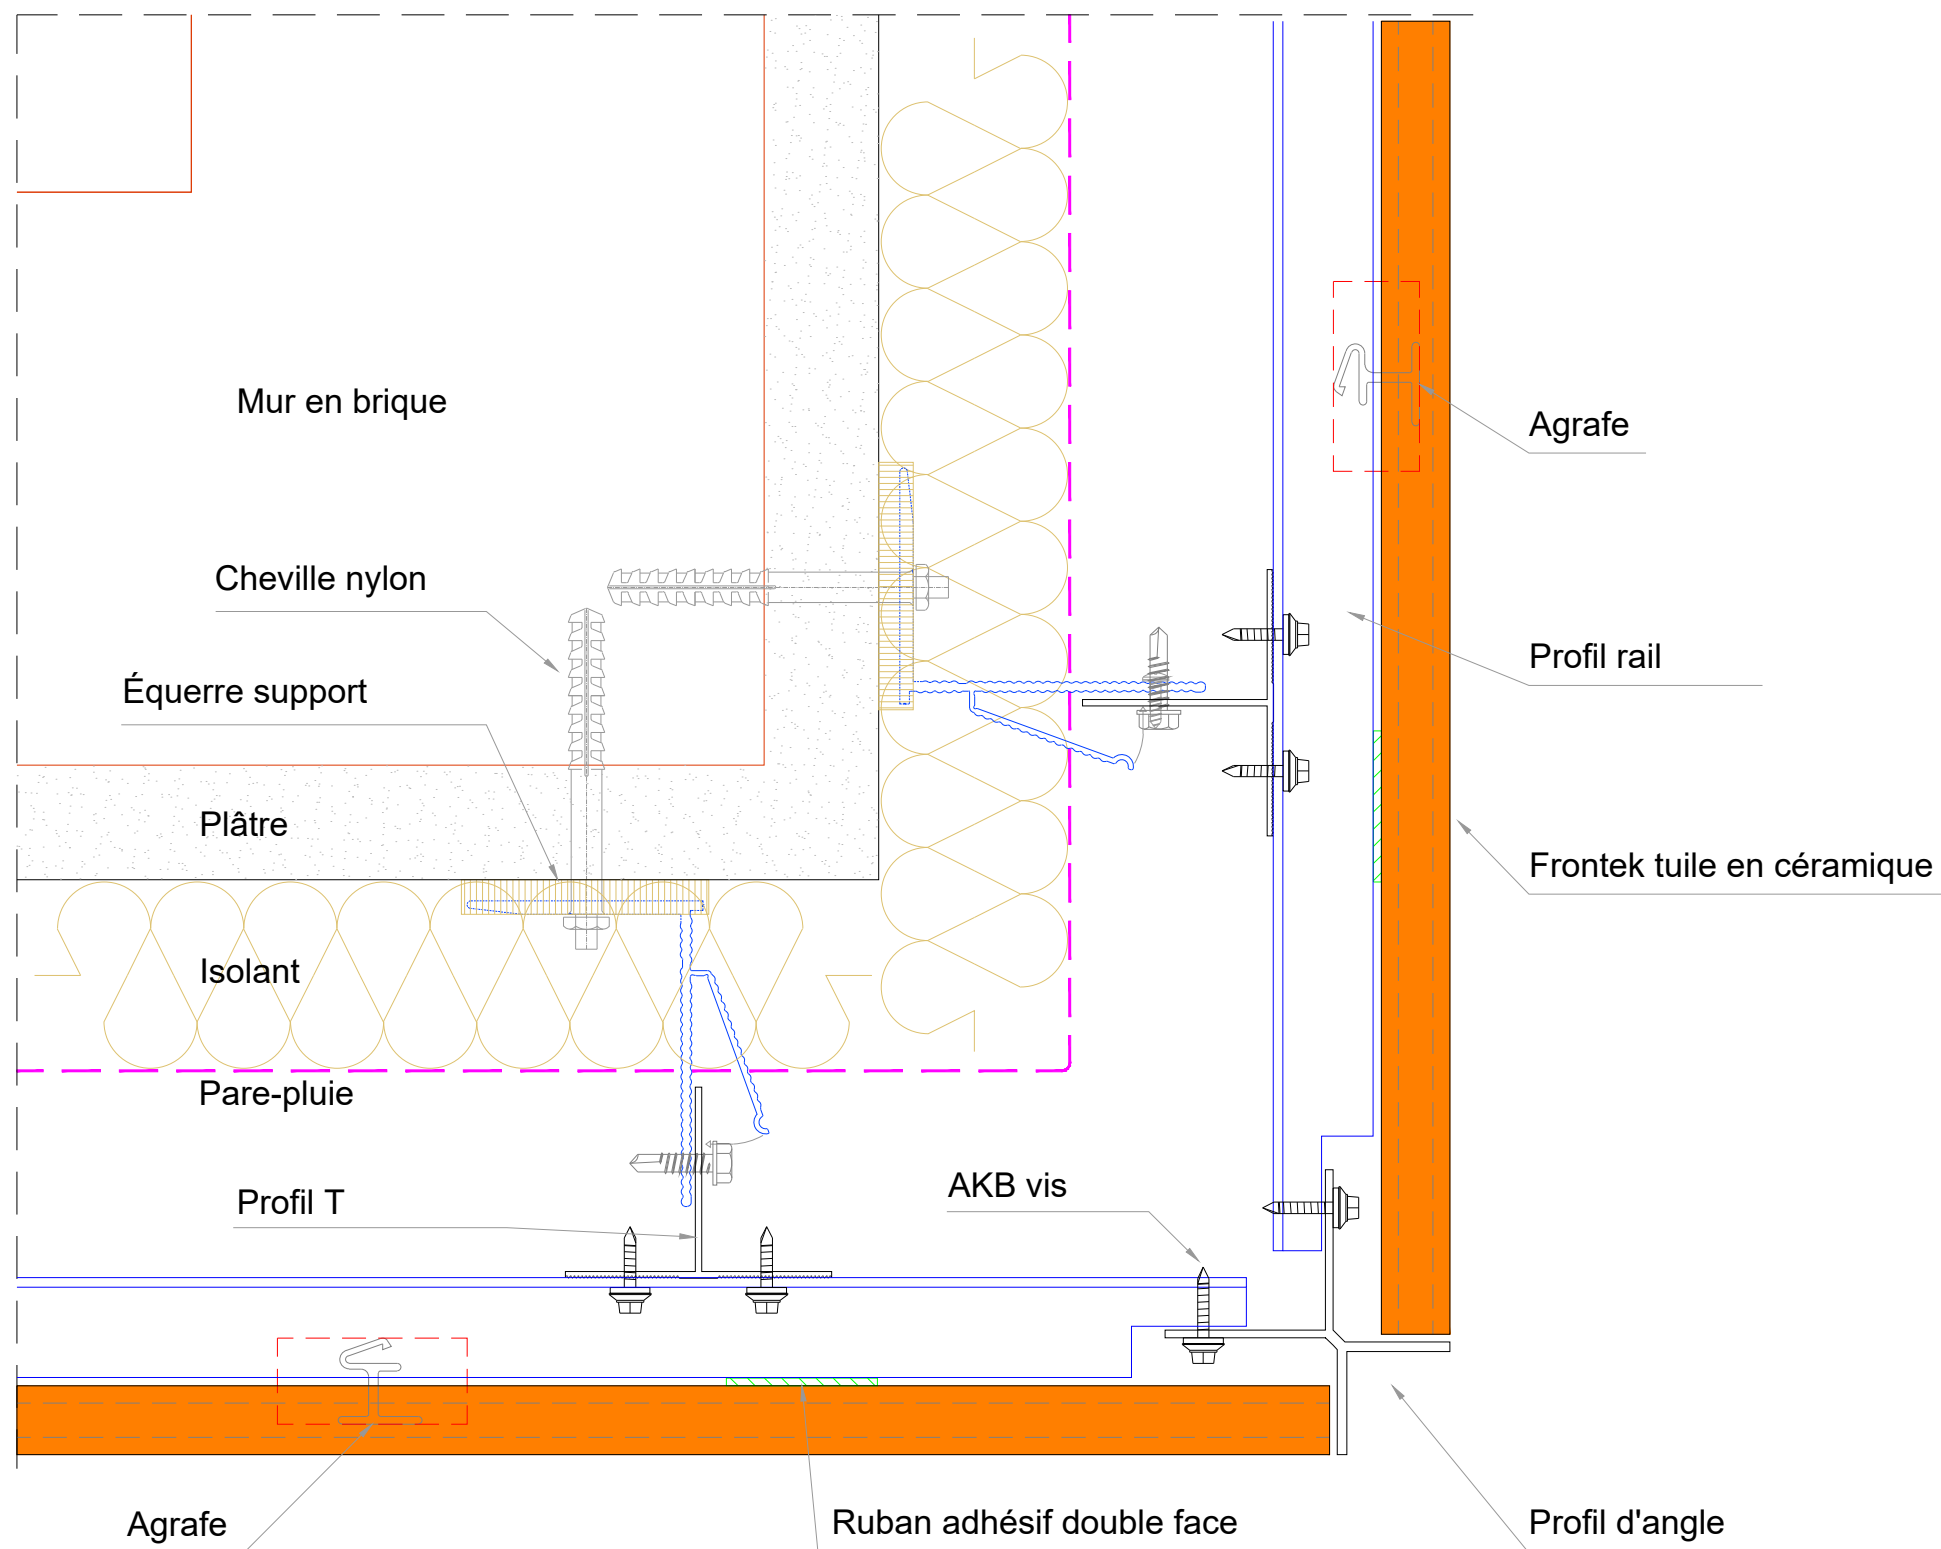 Mur en brique
Agrafe
Cheville nylon
Profil rail
Équerre support
Plâtre
Frontek tuile en céramique
Isolant
Pare-pluie
AKB vis
Profil T
Agrafe
Ruban adhésif double face
Profil d'angle